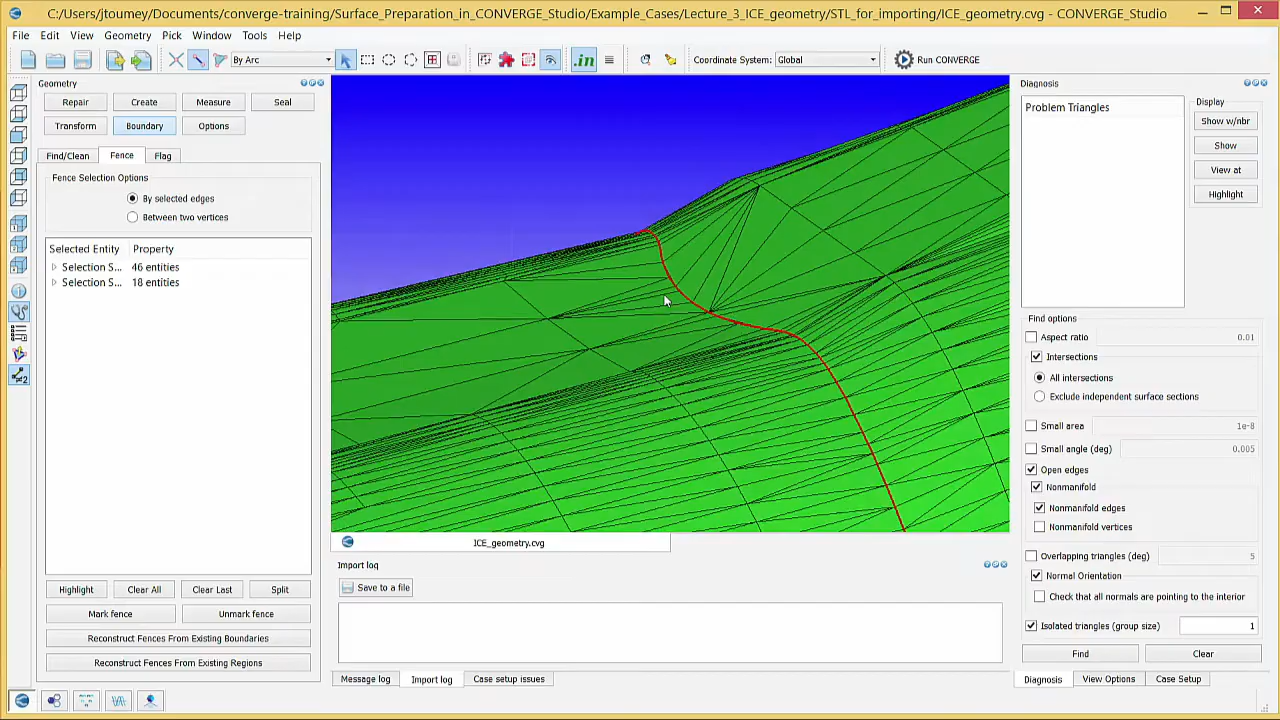 C:/Users/jtoumey/Documents/converge-training/Surface_Preparation_in_CONVERGE_Studio/Example_Cases/Lecture_3_ICE_geometry/STL_for_importing/ICE_geometry.cvg - CONVERGE_Studio
File Edit View Geometry Pick Window Tools Help
By Arc .in Coordinate System: Global Run CONVERGE
Geometry
Repair Create Measure Seal
Transform Boundary Options
Find/Clean Fence Flag
Fence Selection Options
By selected edges
Between two vertices
Selected Entity Property
Selection S... 46 entities
Selection S... 18 entities
Highlight Clear All Clear Last Split
Mark fence Unmark fence
Reconstruct Fences From Existing Boundaries
Reconstruct Fences From Existing Regions
ICE_geometry.cvg
Import log
Save to a file
Message log Import log Case setup issues
Diagnosis
Problem Triangles
Display
Show w/nbr
Show
View at
Highlight
Find options
Aspect ratio 0.01
Intersections
All intersections
Exclude independent surface sections
Small area 1e-8
Small angle (deg) 0.005
Open edges
Nonmanifold
Nonmanifold edges
Nonmanifold vertices
Overlapping triangles (deg) 5
Normal Orientation
Check that all normals are pointing to the interior
Isolated triangles (group size) 1
Find Clear
Diagnosis View Options Case Setup